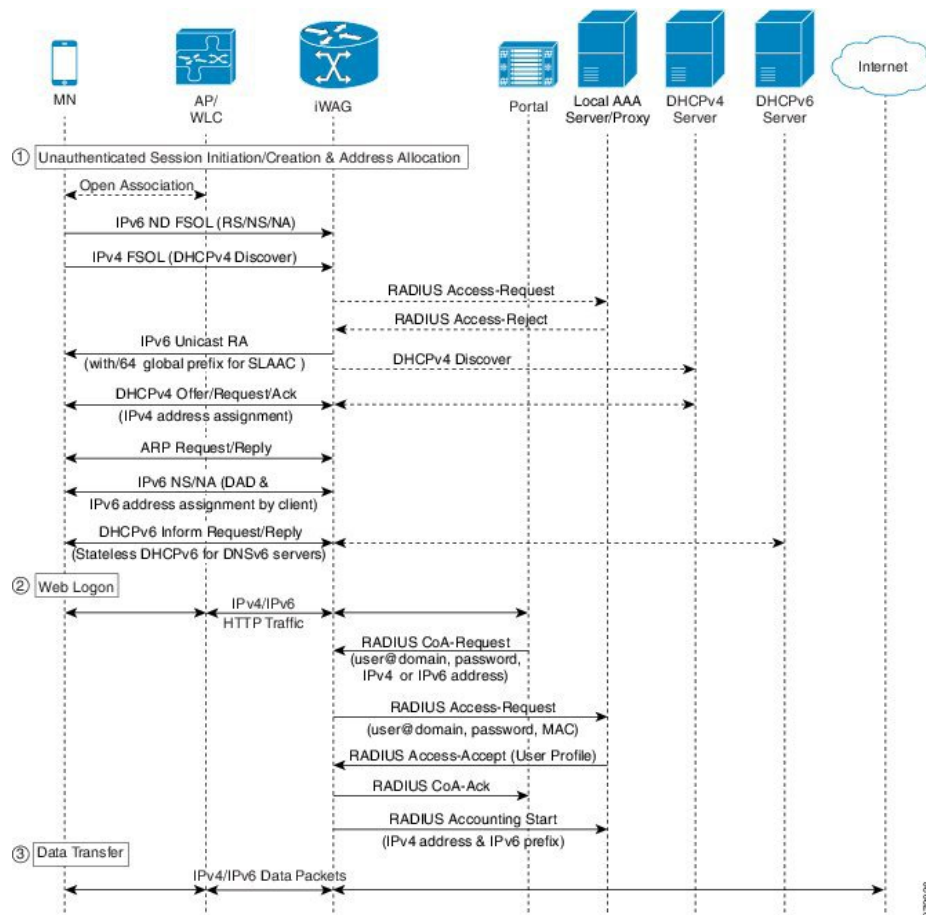 MN
AP/
WLC
iWAG
Portal
Local AAA
Server/Proxy
DHCPv4
Server
DHCPv6
Server
Internet
① Unauthenticated Session Initiation/Creation & Address Allocation
Open Association
IPv6 ND FSOL (RS/NS/NA)
IPv4 FSOL (DHCPv4 Discover)
RADIUS Access-Request
RADIUS Access-Reject
IPv6 Unicast RA
(with/64 global prefix for SLAAC )
DHCPv4 Discover
DHCPv4 Offer/Request/Ack
(IPv4 address assignment)
ARP Request/Reply
IPv6 NS/NA (DAD &
IPv6 address assignment by client)
DHCPv6 Inform Request/Reply
(Stateless DHCPv6 for DNSv6 servers)
② Web Logon
IPv4/IPv6
HTTP Traffic
RADIUS CoA-Request
(user@domain, password,
IPv4 or IPv6 address)
RADIUS Access-Request
(user@domain, password, MAC)
RADIUS Access-Accept (User Profile)
RADIUS CoA-Ack
RADIUS Accounting Start
(IPv4 address & IPv6 prefix)
③ Data Transfer
IPv4/IPv6 Data Packets